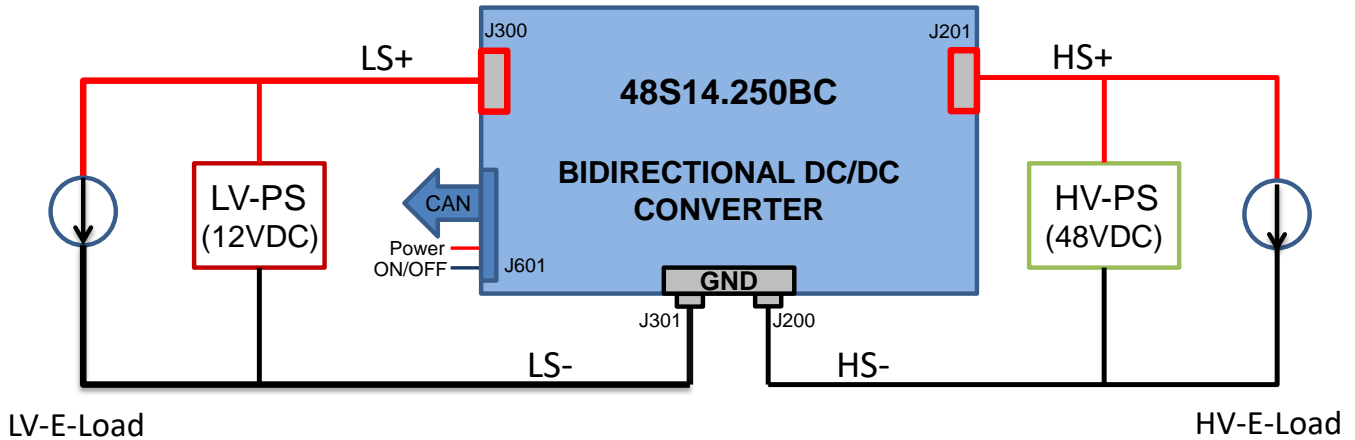 J300
J201
LS+
HS+
48S14.250BC
BIDIRECTIONAL DC/DC
CONVERTER
LV-PS
(12VDC)
CAN
HV-PS
(48VDC)
Power
ON/OFF
J601
GND
J301
J200
LS-
HS-
LV-E-Load
HV-E-Load